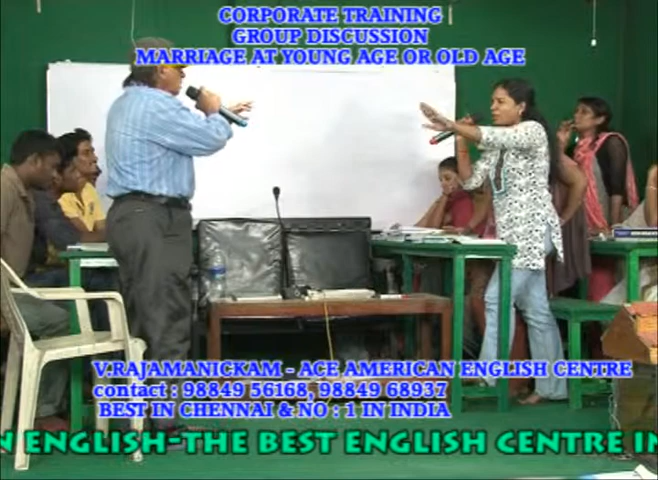 CORPORATE TRAINING
GROUP DISCUSSION
MARRIAGE AT YOUNG AGE OR OLD AGE
V.RAJAMANICKAM - ACE AMERICAN ENGLISH CENTRE
contact : 98849 56168, 98849 68937
BEST IN CHENNAI & NO : 1 IN INDIA
N ENGLISH-THE BEST ENGLISH CENTRE IN